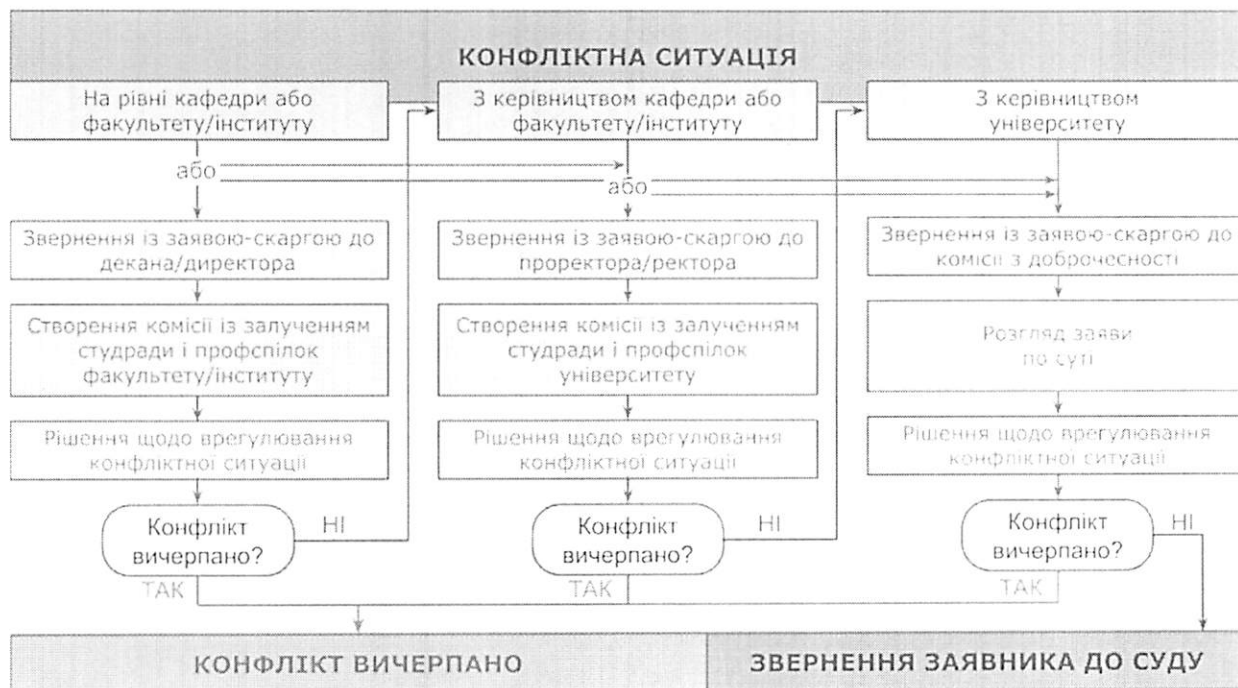 КОНФЛІКТНА СИТУАЦІЯ
На рівні кафедри або
факультету/інституту
З керівництвом кафедри або
факультету/інституту
З керівництвом
університету
або
або
Звернення із заявою-скаргою до
декана/директора
Звернення із заявою-скаргою до
проректора/ректора
Звернення із заявою-скаргою до
комісії з доброчесності
Створення комісії із залученням
студради і профспілок
факультету/інституту
Створення комісії із залученням
студради і профспілок
університету
Розгляд заяви
по суті
Рішення щодо врегулювання
конфліктної ситуації
Рішення щодо врегулювання
конфліктної ситуації
Рішення щодо врегулювання
конфліктної ситуації
Конфлікт
вичерпано?
НІ
Конфлікт
вичерпано?
НІ
Конфлікт
вичерпано?
НІ
ТАК
ТАК
ТАК
КОНФЛІКТ ВИЧЕРПАНО
ЗВЕРНЕННЯ ЗАЯВНИКА ДО СУДУ